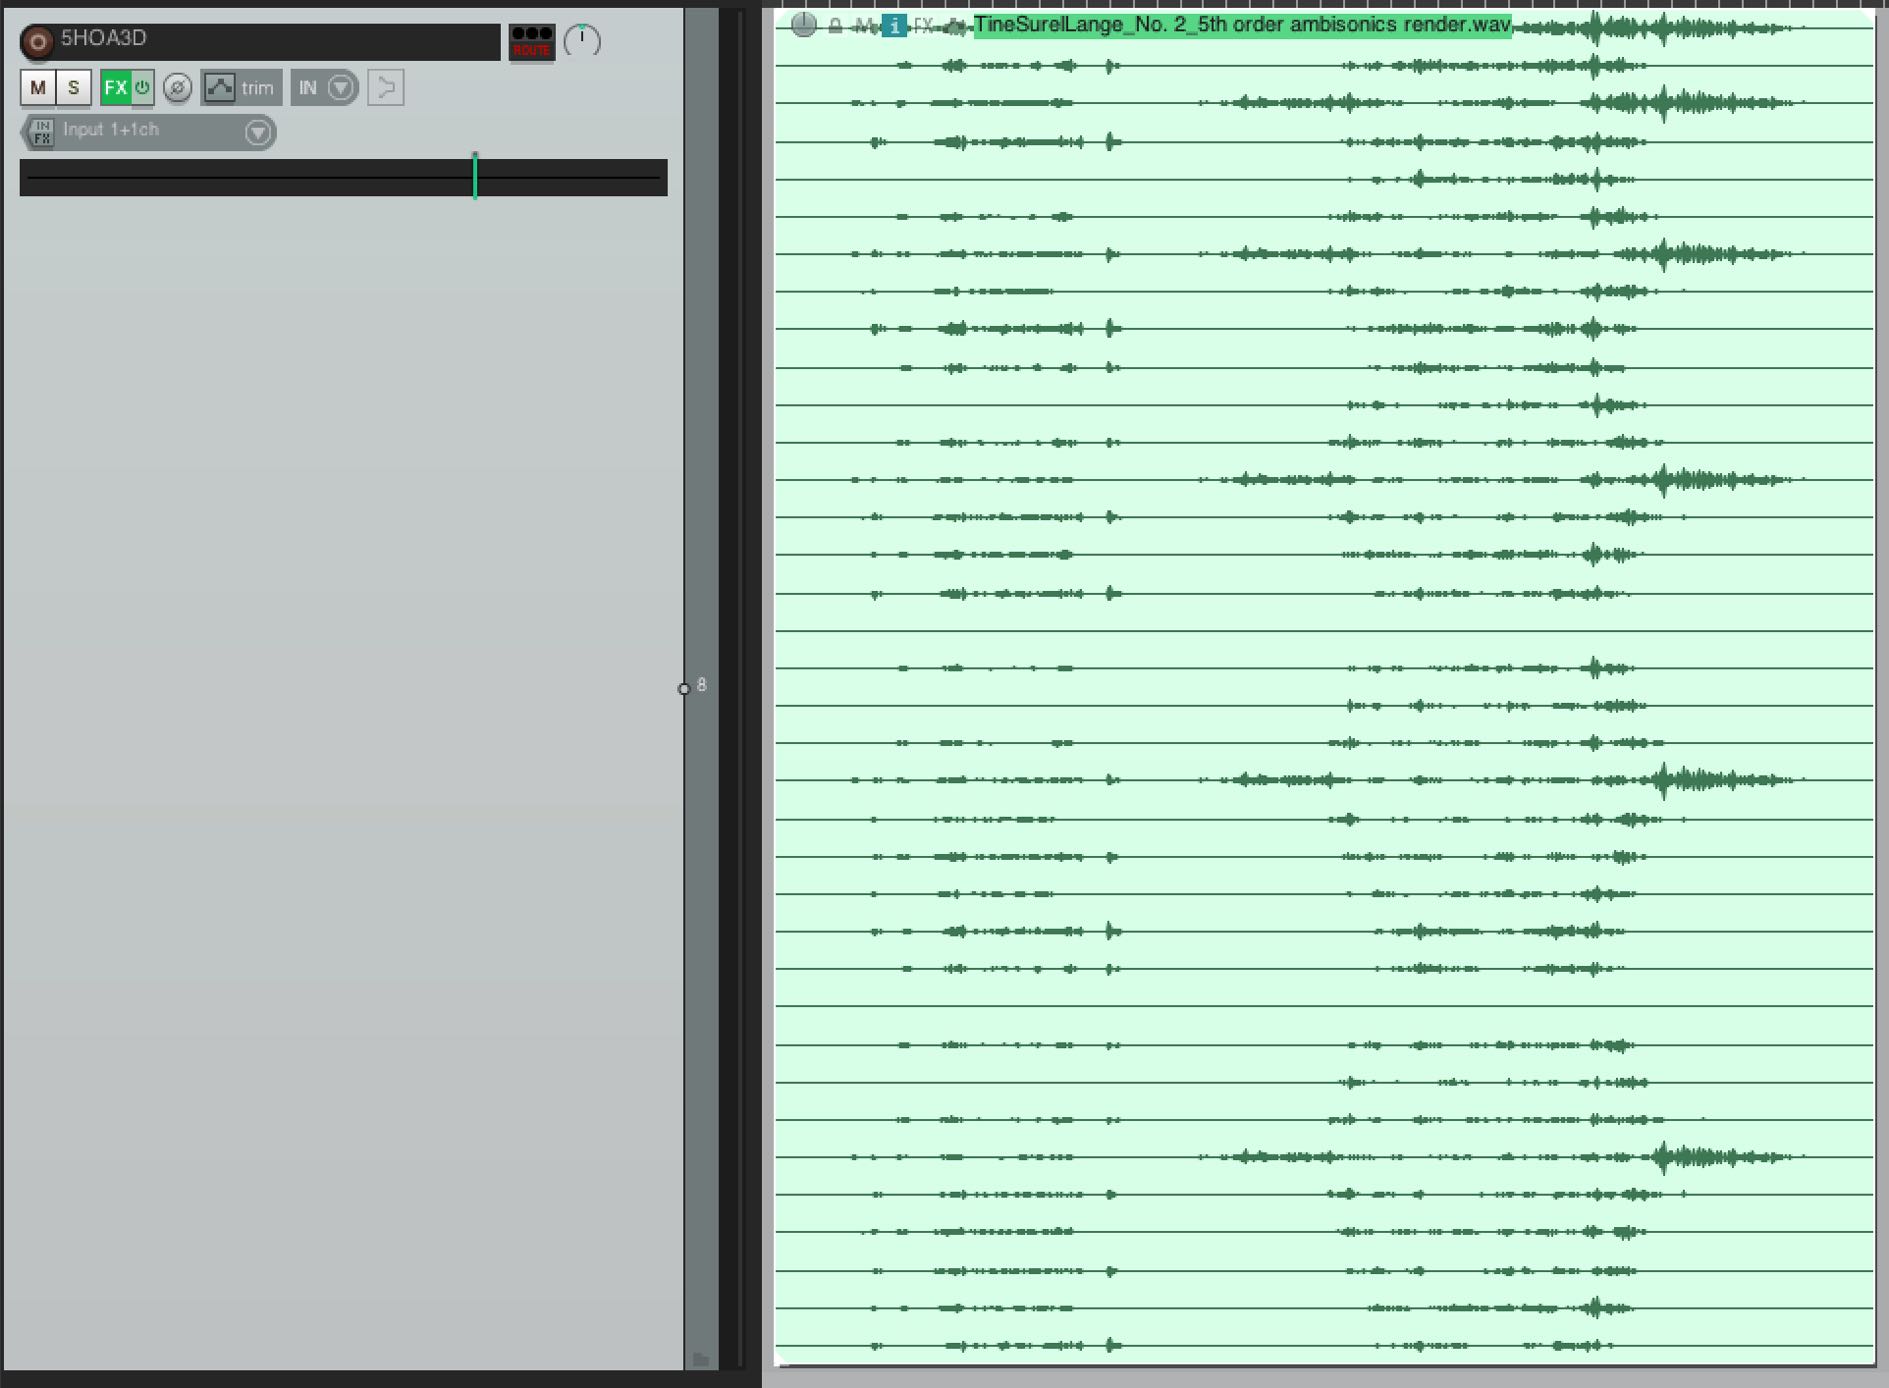 5HOA3D
ROUTE
M S FX trim IN
IN FX Input 1+1ch
8
M i FX TineSurelLange_No. 2_5th order ambisonics render.wav